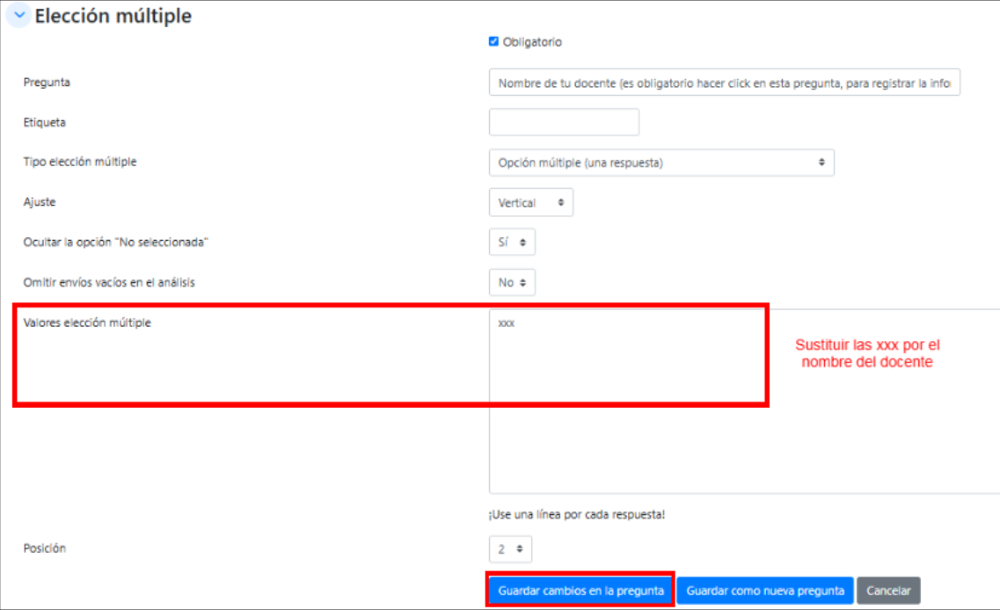 Elección múltiple
Obligatorio
Pregunta
Nombre de tu docente (es obligatorio hacer click en esta pregunta, para registrar la info
Etiqueta
Tipo elección múltiple
Opción múltiple (una respuesta)
Ajuste
Vertical
Ocultar la opción "No seleccionada"
Sí
Omitir envíos vacíos en el análisis
No
Valores elección múltiple
xxx
Sustituir las xxx por el
nombre del docente
¡Use una línea por cada respuesta!
Posición
2
Guardar cambios en la pregunta
Guardar como nueva pregunta
Cancelar